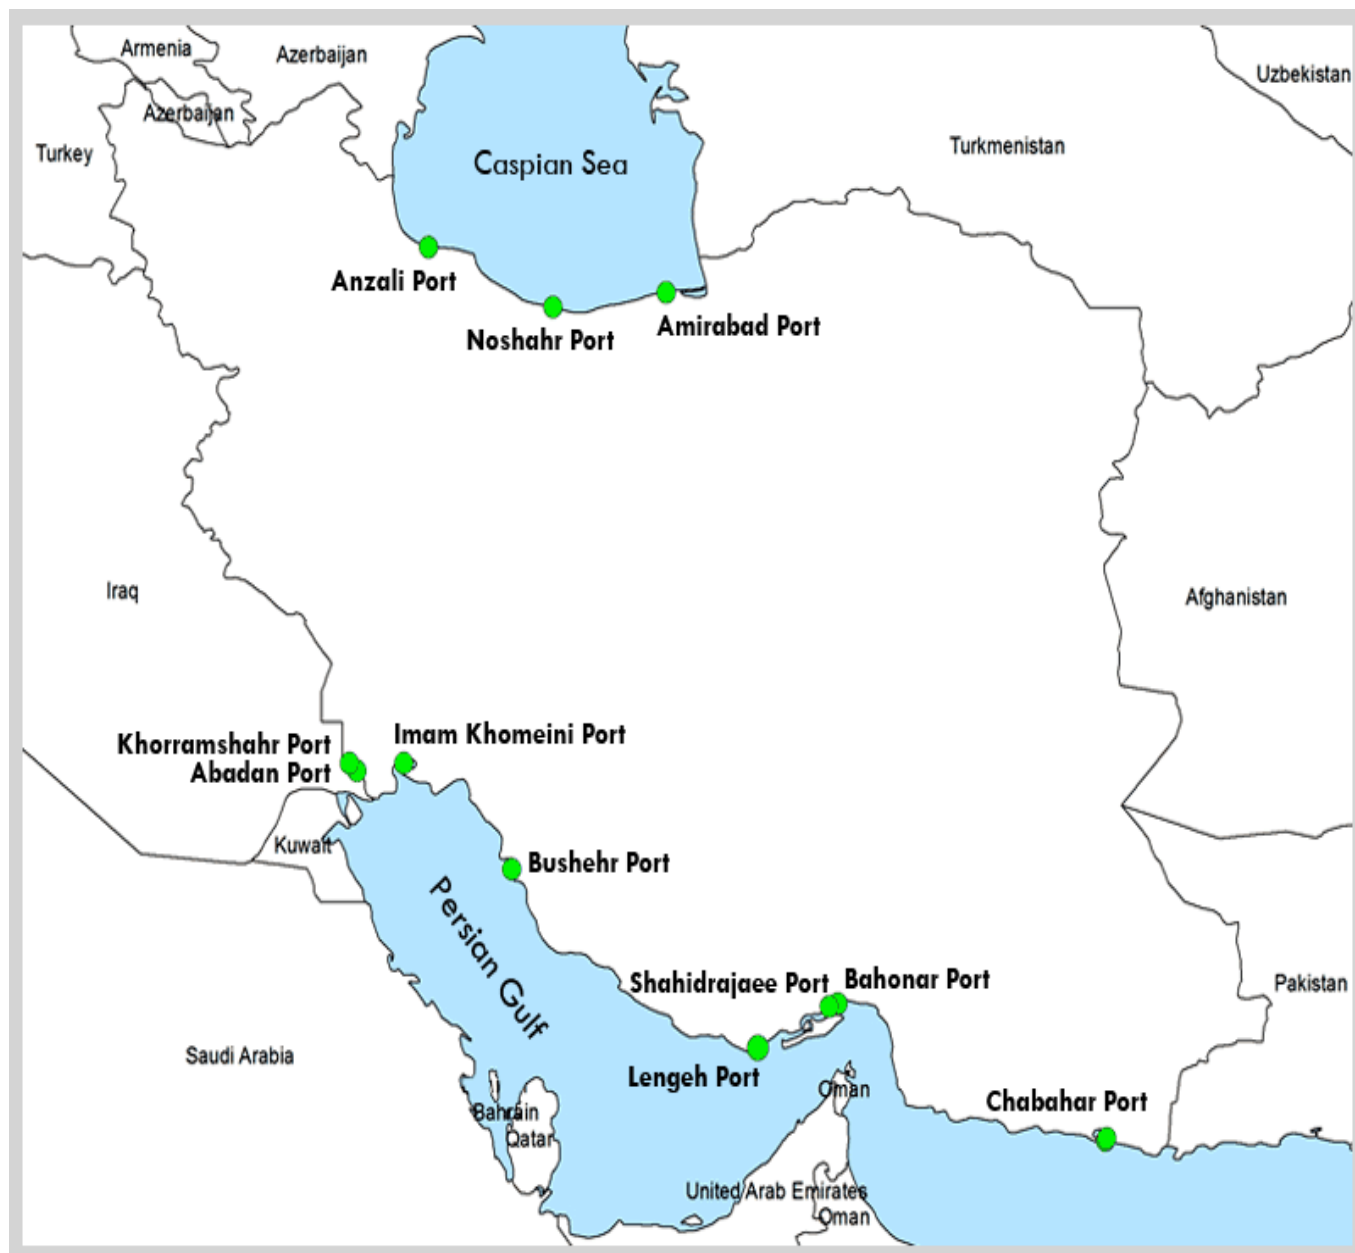 Armenia
Azerbaijan
Uzbekistan
Azerbaijan
Turkey
Turkmenistan
Caspian Sea
Anzali Port
Noshahr Port
Amirabad Port
Iraq
Afghanistan
Khorramshahr Port
Imam Khomeini Port
Abadan Port
Kuwait
Bushehr Port
Persian Gulf
Shahidrajaee Port
Bahonar Port
Pakistan
Saudi Arabia
Lengeh Port
Oman
Chabahar Port
Bahrain
Qatar
United Arab Emirates
Oman